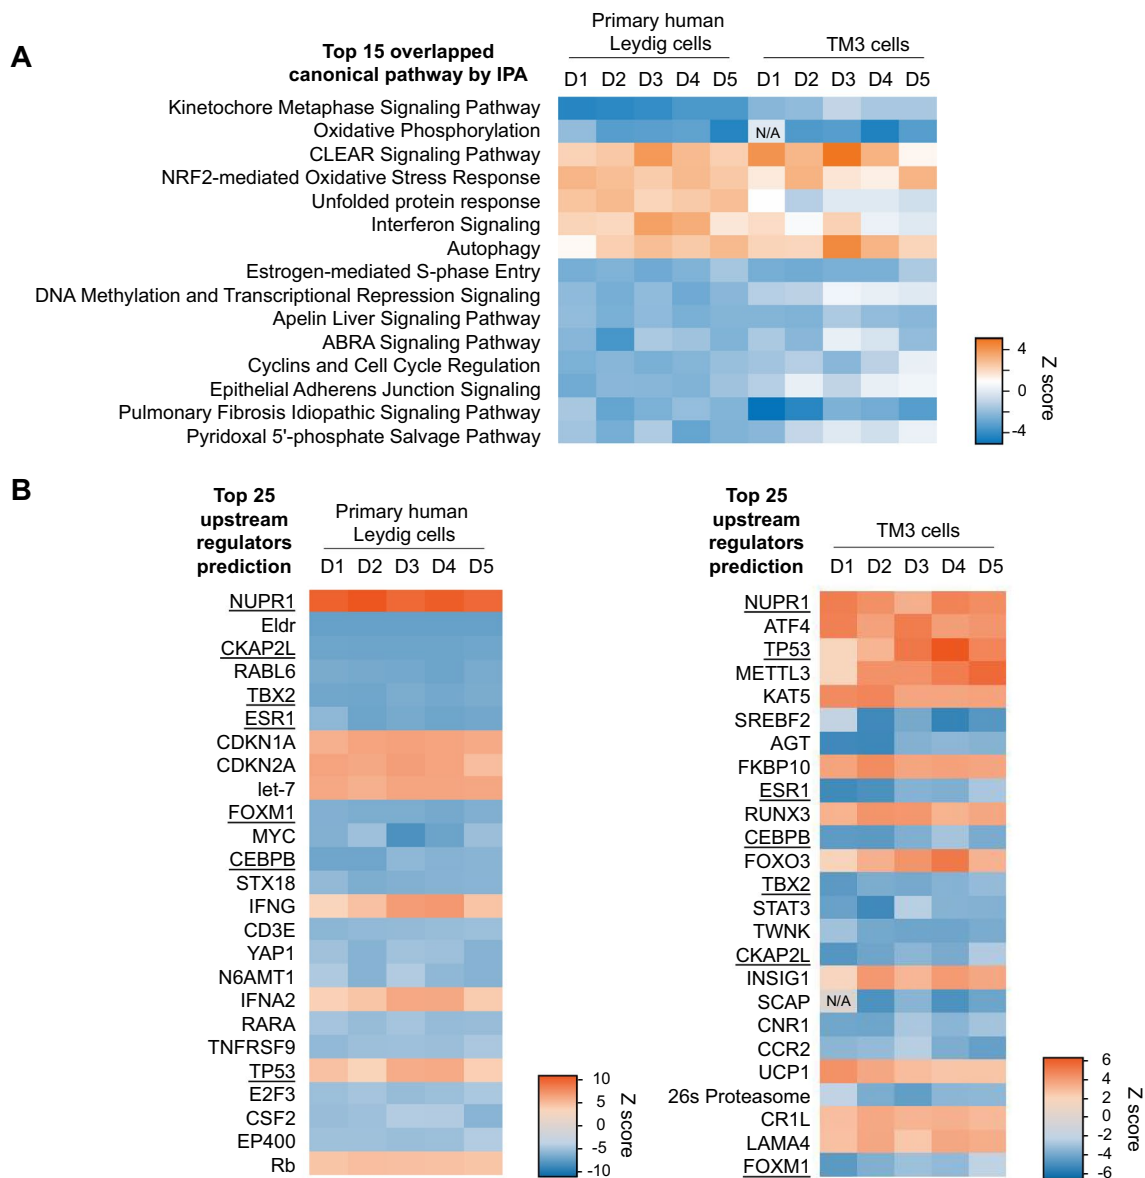 A
Top 15 overlapped
canonical pathway by IPA
Primary human
Leydig cells
TM3 cells
D1 D2 D3 D4 D5 D1 D2 D3 D4 D5
Kinetochore Metaphase Signaling Pathway
Oxidative Phosphorylation
N/A
CLEAR Signaling Pathway
NRF2-mediated Oxidative Stress Response
Unfolded protein response
Interferon Signaling
Autophagy
Estrogen-mediated S-phase Entry
DNA Methylation and Transcriptional Repression Signaling
Apelin Liver Signaling Pathway
ABRA Signaling Pathway
Cyclins and Cell Cycle Regulation
Epithelial Adherens Junction Signaling
Pulmonary Fibrosis Idiopathic Signaling Pathway
Pyridoxal 5'-phosphate Salvage Pathway
4
2
0
-2
-4
Z score
B
Top 25
upstream
regulators
prediction
Primary human
Leydig cells
D1 D2 D3 D4 D5
NUPR1
Eldr
CKAP2L
RABL6
TBX2
ESR1
CDKN1A
CDKN2A
let-7
FOXM1
MYC
CEBPB
STX18
IFNG
CD3E
YAP1
N6AMT1
IFNA2
RARA
TNFRSF9
TP53
E2F3
CSF2
EP400
Rb
10
5
0
-5
-10
Z score
Top 25
upstream
regulators
prediction
TM3 cells
D1 D2 D3 D4 D5
NUPR1
ATF4
TP53
METTL3
KAT5
SREBF2
AGT
FKBP10
ESR1
RUNX3
CEBPB
FOXO3
TBX2
STAT3
TWNK
CKAP2L
INSIG1
SCAP
N/A
CNR1
CCR2
UCP1
26s Proteasome
CR1L
LAMA4
FOXM1
6
4
2
0
-2
-4
-6
Z score